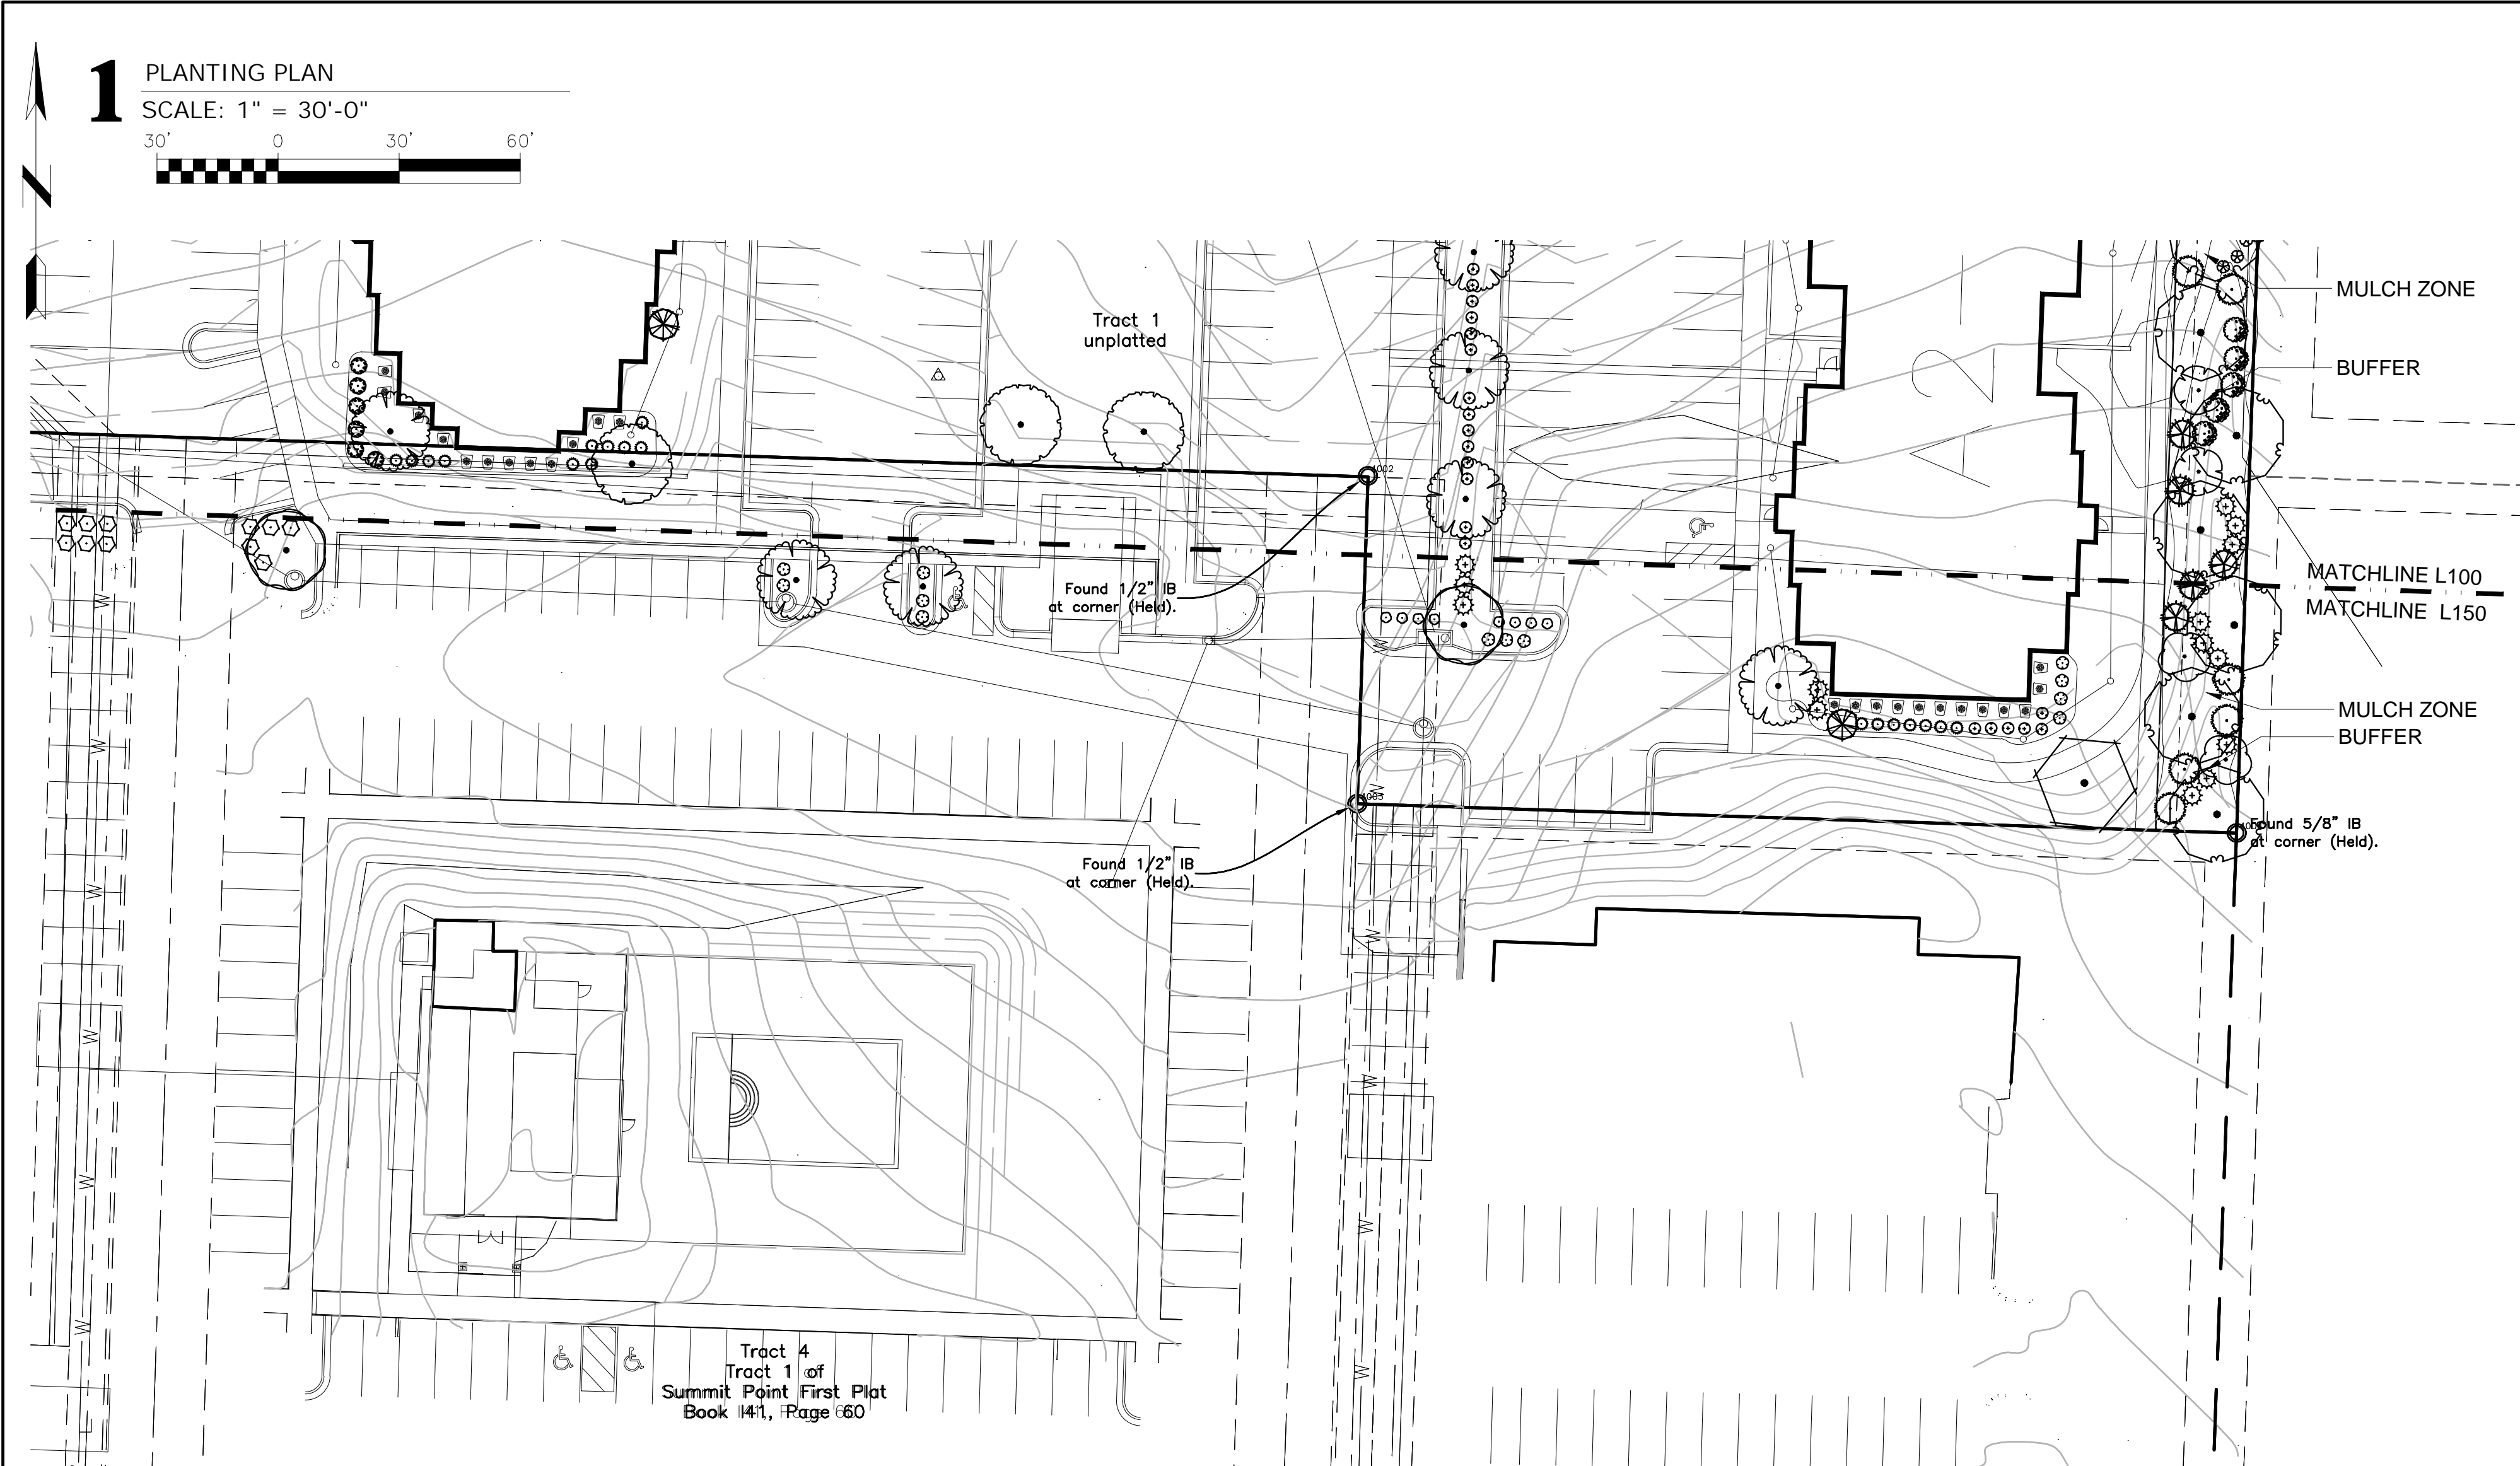 1
PLANTING PLAN
SCALE: 1" = 30'-0"
30' 0 30' 60'
N
Tract 1
unplatted
MULCH ZONE
BUFFER
1002
Found 1/2" IB
at corner (Held).
MATCHLINE L100
MATCHLINE L150
W
W
MULCH ZONE
BUFFER
W
1003
Found 5/8" IB
at corner (Held).
Found 1/2" IB
at corner (Held).
W
W
W
W
W
W
W
W
Tract 4
Tract 1 of
Summit Point First Plat
Book 141, Page 60